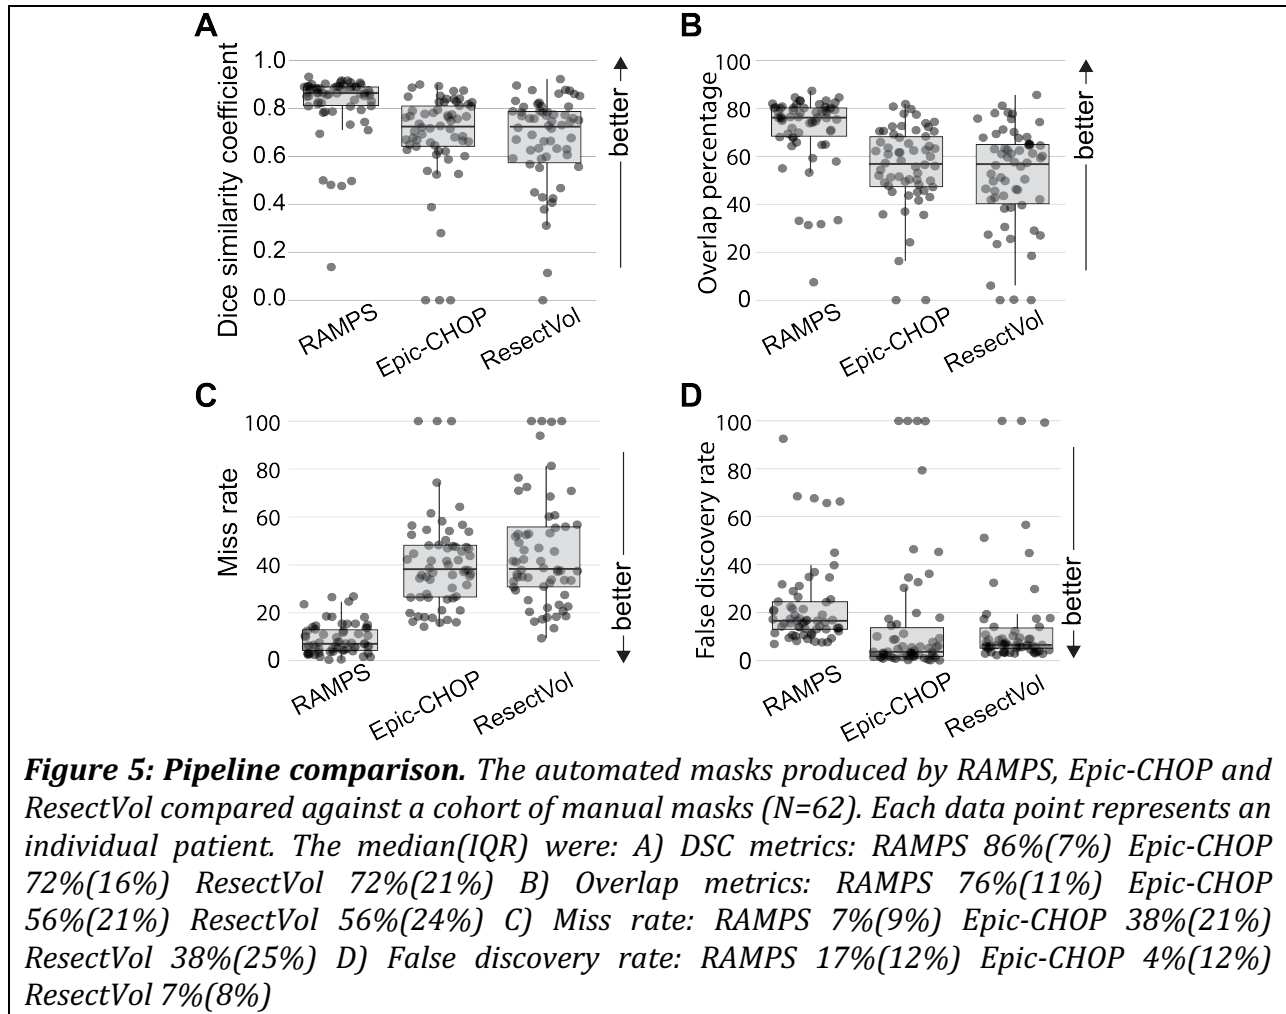 A
Dice similarity coefficient
1.0
0.8
0.6
0.4
0.2
0.0
RAMPS
Epic-CHOP
ResectVol
better
B
Overlap percentage
100
80
60
40
20
0
RAMPS
Epic-CHOP
ResectVol
better
C
Miss rate
100
80
60
40
20
0
RAMPS
Epic-CHOP
ResectVol
better
D
False discovery rate
100
80
60
40
20
0
RAMPS
Epic-CHOP
ResectVol
better
Figure 5: Pipeline comparison. The automated masks produced by RAMPS, Epic-CHOP and
ResectVol compared against a cohort of manual masks (N=62). Each data point represents an
individual patient. The median(IQR) were: A) DSC metrics: RAMPS 86%(7%) Epic-CHOP
72%(16%) ResectVol 72%(21%) B) Overlap metrics: RAMPS 76%(11%) Epic-CHOP
56%(21%) ResectVol 56%(24%) C) Miss rate: RAMPS 7%(9%) Epic-CHOP 38%(21%)
ResectVol 38%(25%) D) False discovery rate: RAMPS 17%(12%) Epic-CHOP 4%(12%)
ResectVol 7%(8%)